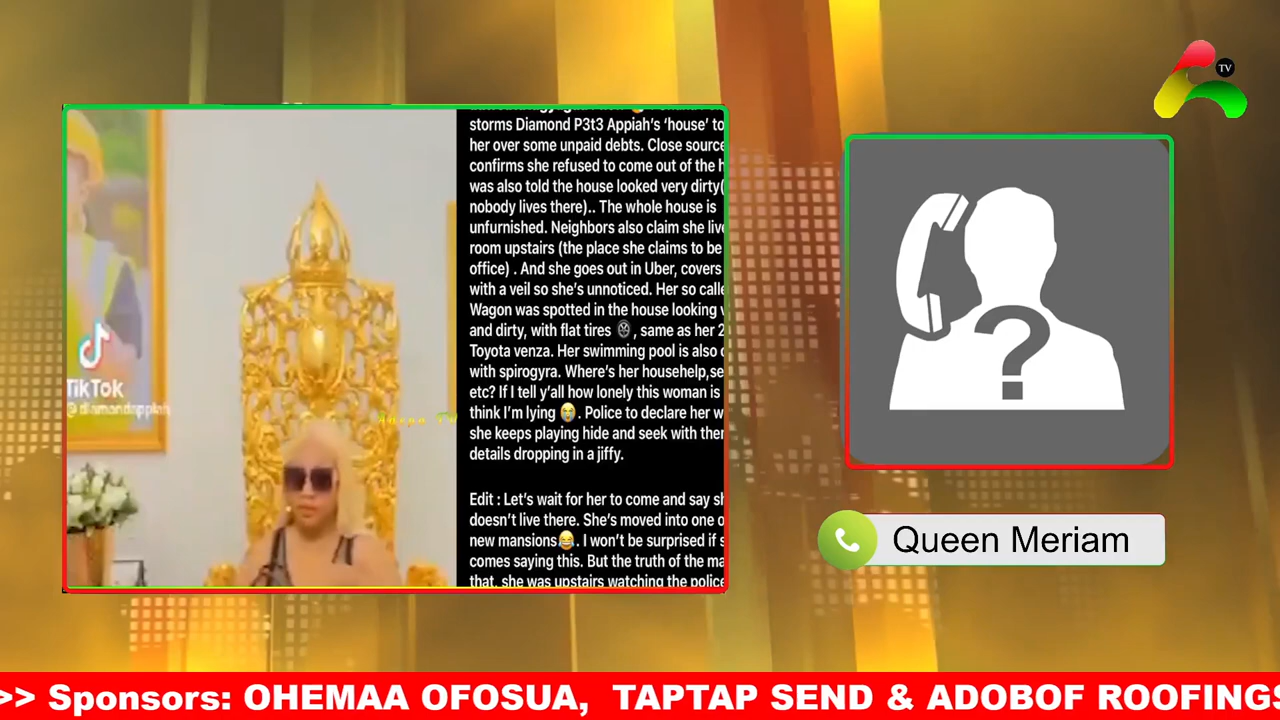 TV
storms Diamond P3t3 Appiah's 'house' to
her over some unpaid debts. Close source
confirms she refused to come out of the h
was also told the house looked very dirty(
nobody lives there).. The whole house is
unfurnished. Neighbors also claim she live
room upstairs (the place she claims to be
office) . And she goes out in Uber, covers
with a veil so she's unnoticed. Her so calle
Wagon was spotted in the house looking v
and dirty, with flat tires 😢, same as her 2
Toyota venza. Her swimming pool is also c
with spirogyra. Where's her househelp,se
etc? If I tell y'all how lonely this woman is
think I'm lying 😭. Police to declare her w
she keeps playing hide and seek with ther
details dropping in a jiffy.
Edit : Let's wait for her to come and say sh
doesn't live there. She's moved into one o
new mansions😂. I won't be surprised if s
comes saying this. But the truth of the ma
that, she was upstairs watching the police
TikTok
@diamondappiah
Queen Meriam
>> Sponsors: OHEMAA OFOSUA, TAPTAP SEND & ADOBOF ROOFINGS